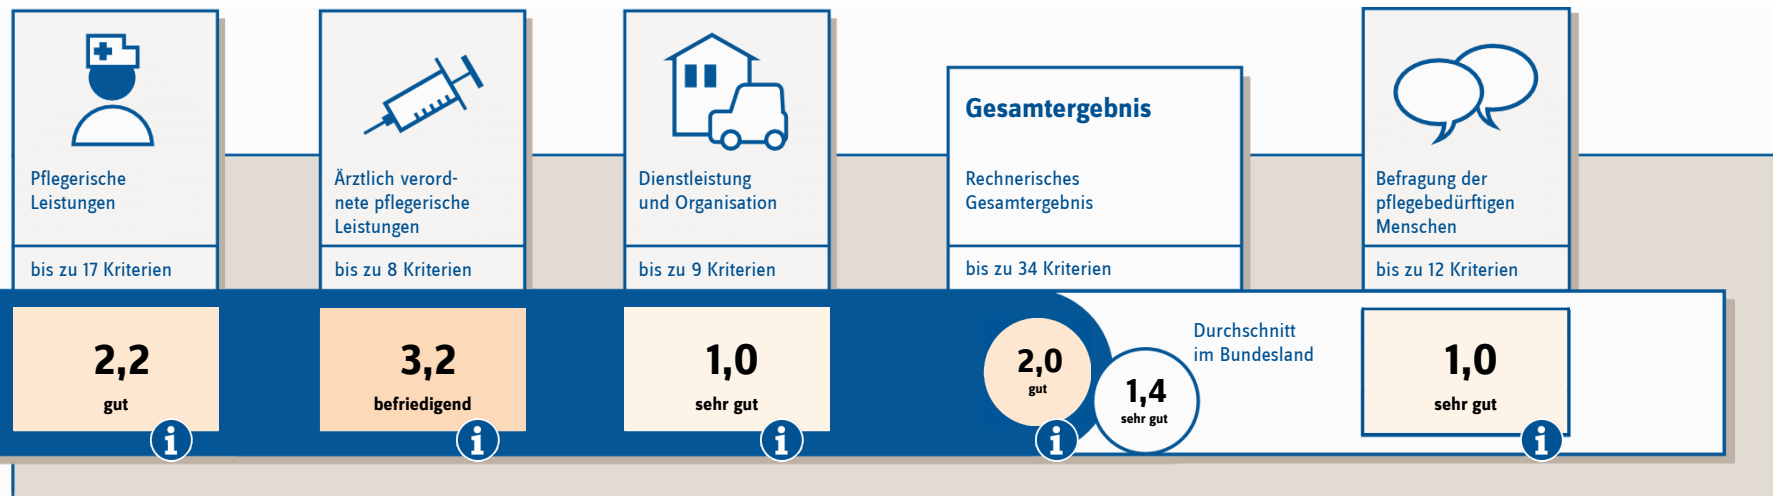 Pflegerische
Leistungen
bis zu 17 Kriterien
2,2
gut
i
Ärztlich verord-
nete pflegerische
Leistungen
bis zu 8 Kriterien
3,2
befriedigend
i
Dienstleistung
und Organisation
bis zu 9 Kriterien
1,0
sehr gut
i
Gesamtergebnis
Rechnerisches
Gesamtergebnis
bis zu 34 Kriterien
2,0
gut
i
1,4
sehr gut
Durchschnitt
im Bundesland
Befragung der
pflegebedürftigen
Menschen
bis zu 12 Kriterien
1,0
sehr gut
i